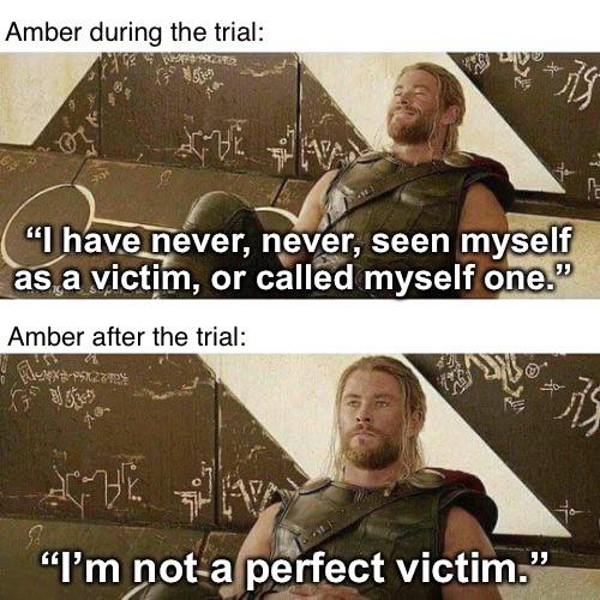 Amber during the trial:
“I have never, never, seen myself
as a victim, or called myself one.”
Amber after the trial:
“I’m not a perfect victim.”